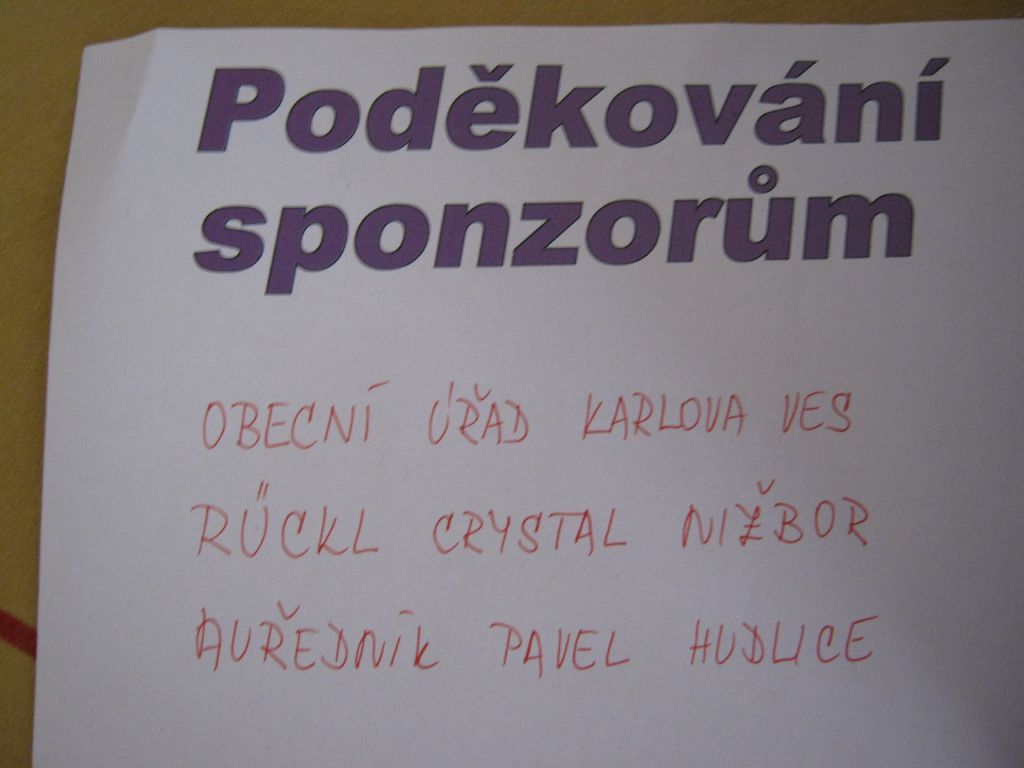 Poděkování
sponzorům
OBECNÍ ÚŘAD KARLOVA VES
RÜCKL CRYSTAL NIŽBOR
AUŘEDNÍK PAVEL HUDLICE